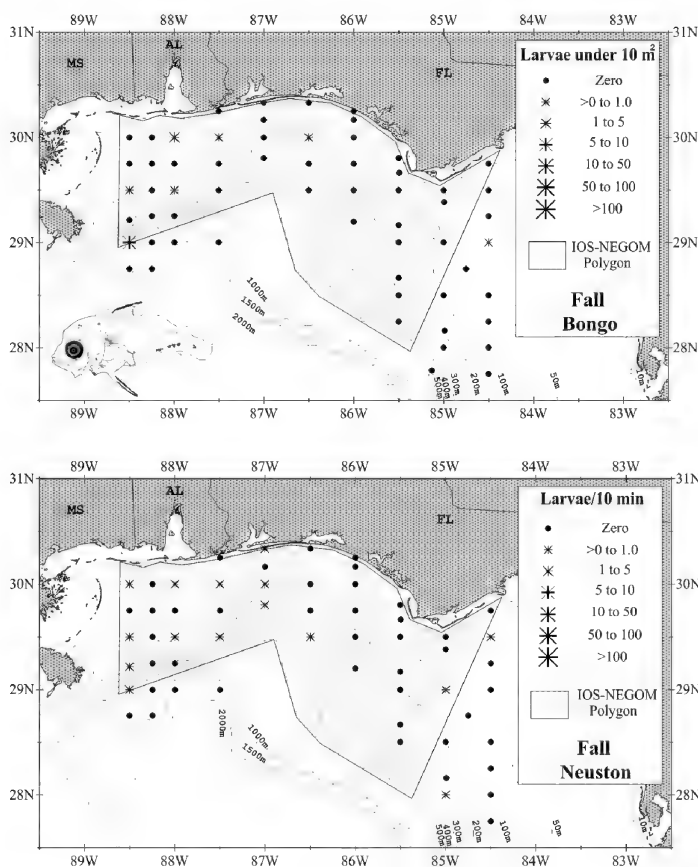 89W 88W 87W 86W 85W 84W 83W
31N 31N
MS AL FL
Larvae under 10 m²
Zero
>0 to 1.0
1 to 5
5 to 10
10 to 50
50 to 100
>100
IOS-NEGOM
Polygon
Fall
Bongo
30N 30N
29N 29N
28N 28N
1000m
1500m
2000m
500m 400m 300m 200m 100m 50m 10m
89W 88W 87W 86W 85W 84W 83W
89W 88W 87W 86W 85W 84W 83W
31N 31N
MS AL FL
Larvae/10 min
Zero
>0 to 1.0
1 to 5
5 to 10
10 to 50
50 to 100
>100
IOS-NEGOM
Polygon
Fall
Neuston
30N 30N
29N 29N
28N 28N
2000m
1000m
1500m
500m 400m 300m 200m 100m 50m 10m
89W 88W 87W 86W 85W 84W 83W